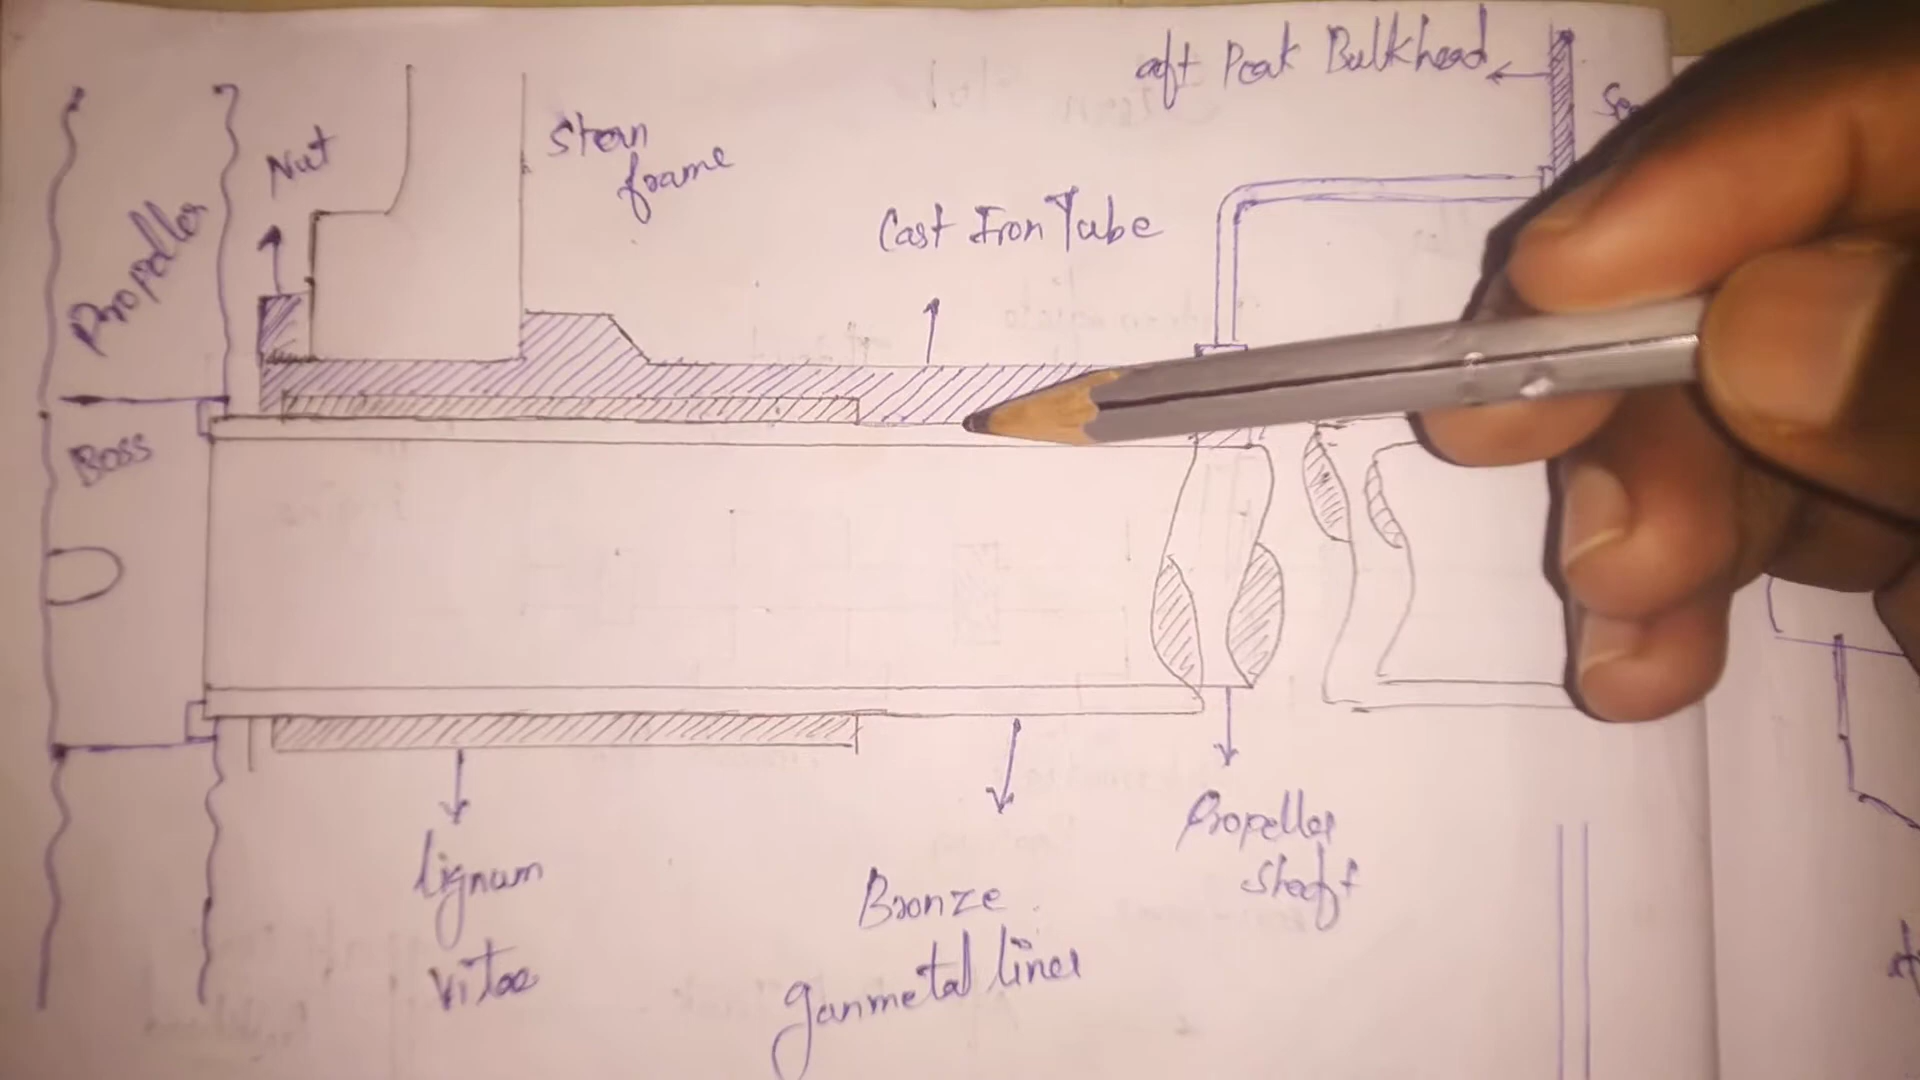 aft Peak Bulkhead
Nut
Stern
frame
Propeller
Cast Iron Tube
Boss
lignum
vitae
Bronze
gunmetal liner
Propeller
Shaft